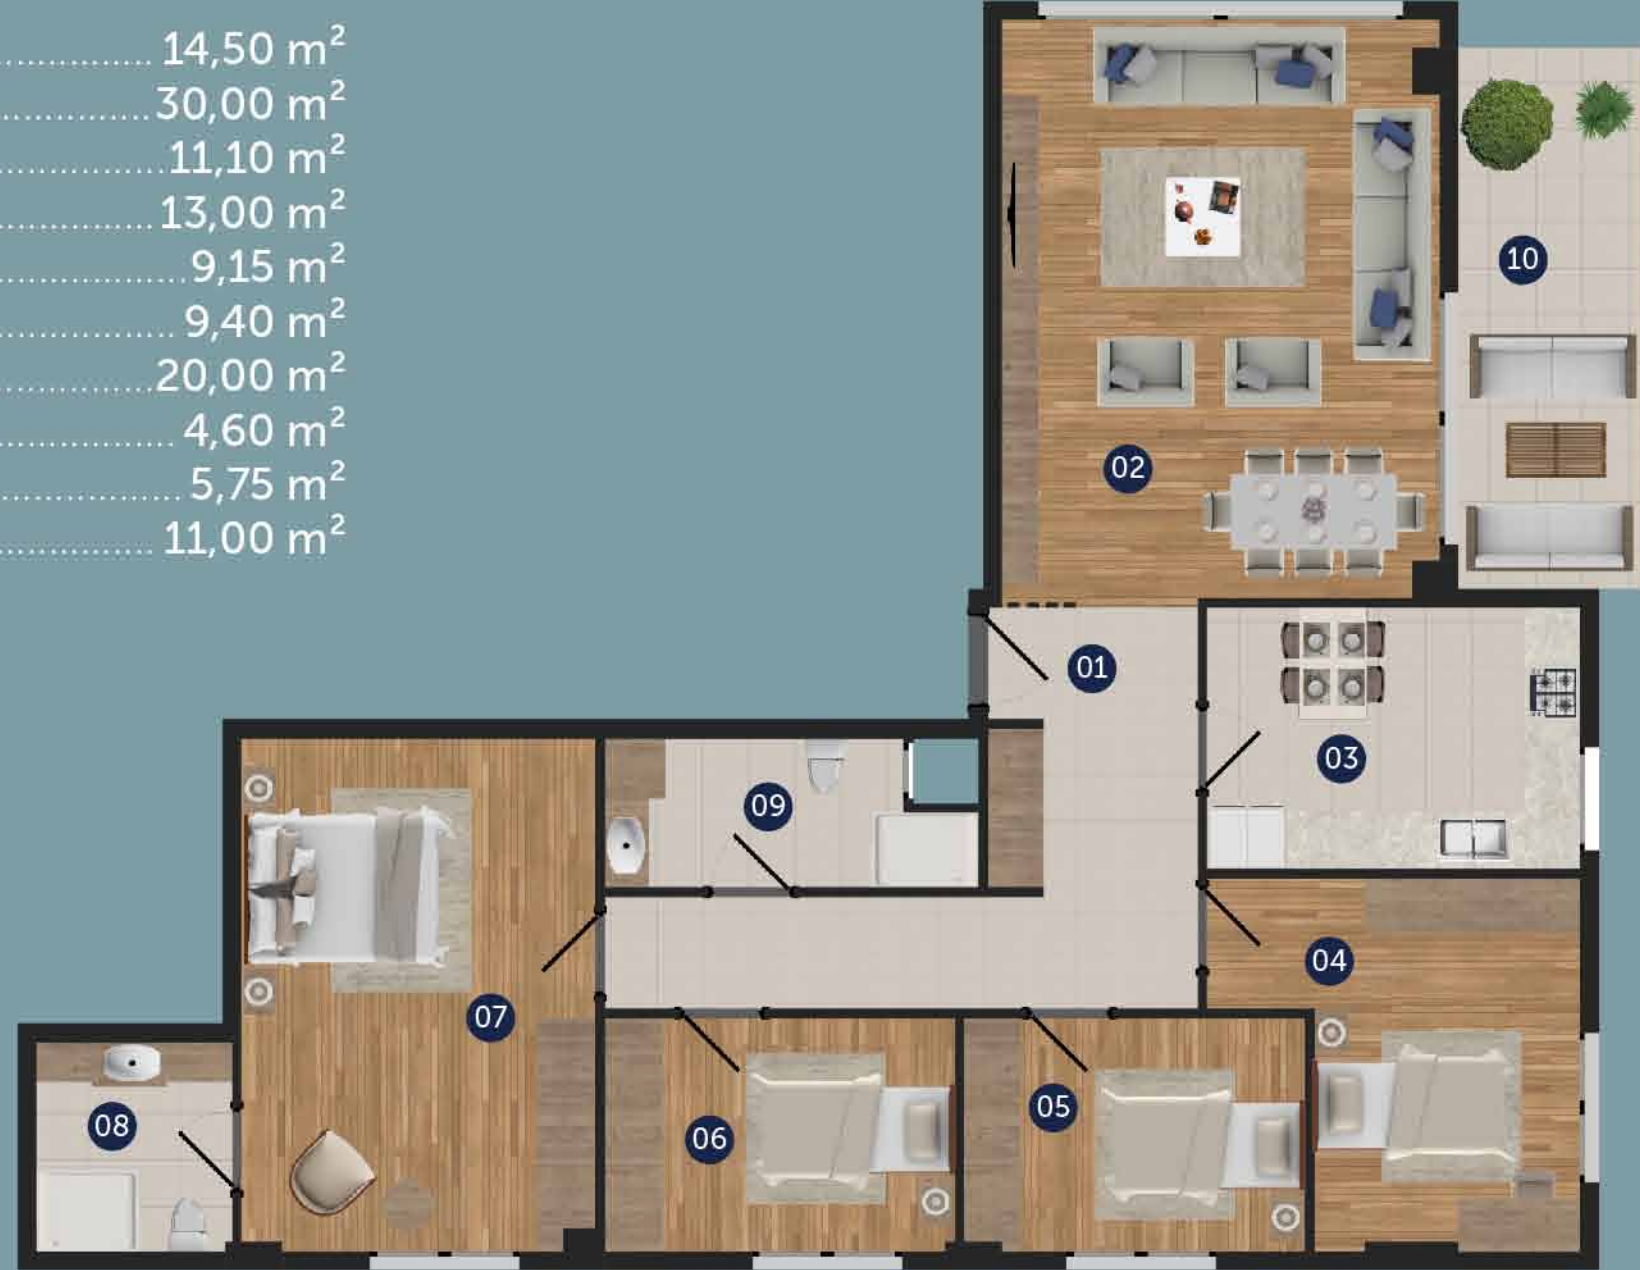 ............... 14,50 m²
...............30,00 m²
................11,10 m²
................13,00 m²
................... 9,15 m²
.................. 9,40 m²
...............20,00 m²
.................. 4,60 m²
................... 5,75 m²
............... 11,00 m²
10
02
01
03
09
04
07
05
08
06